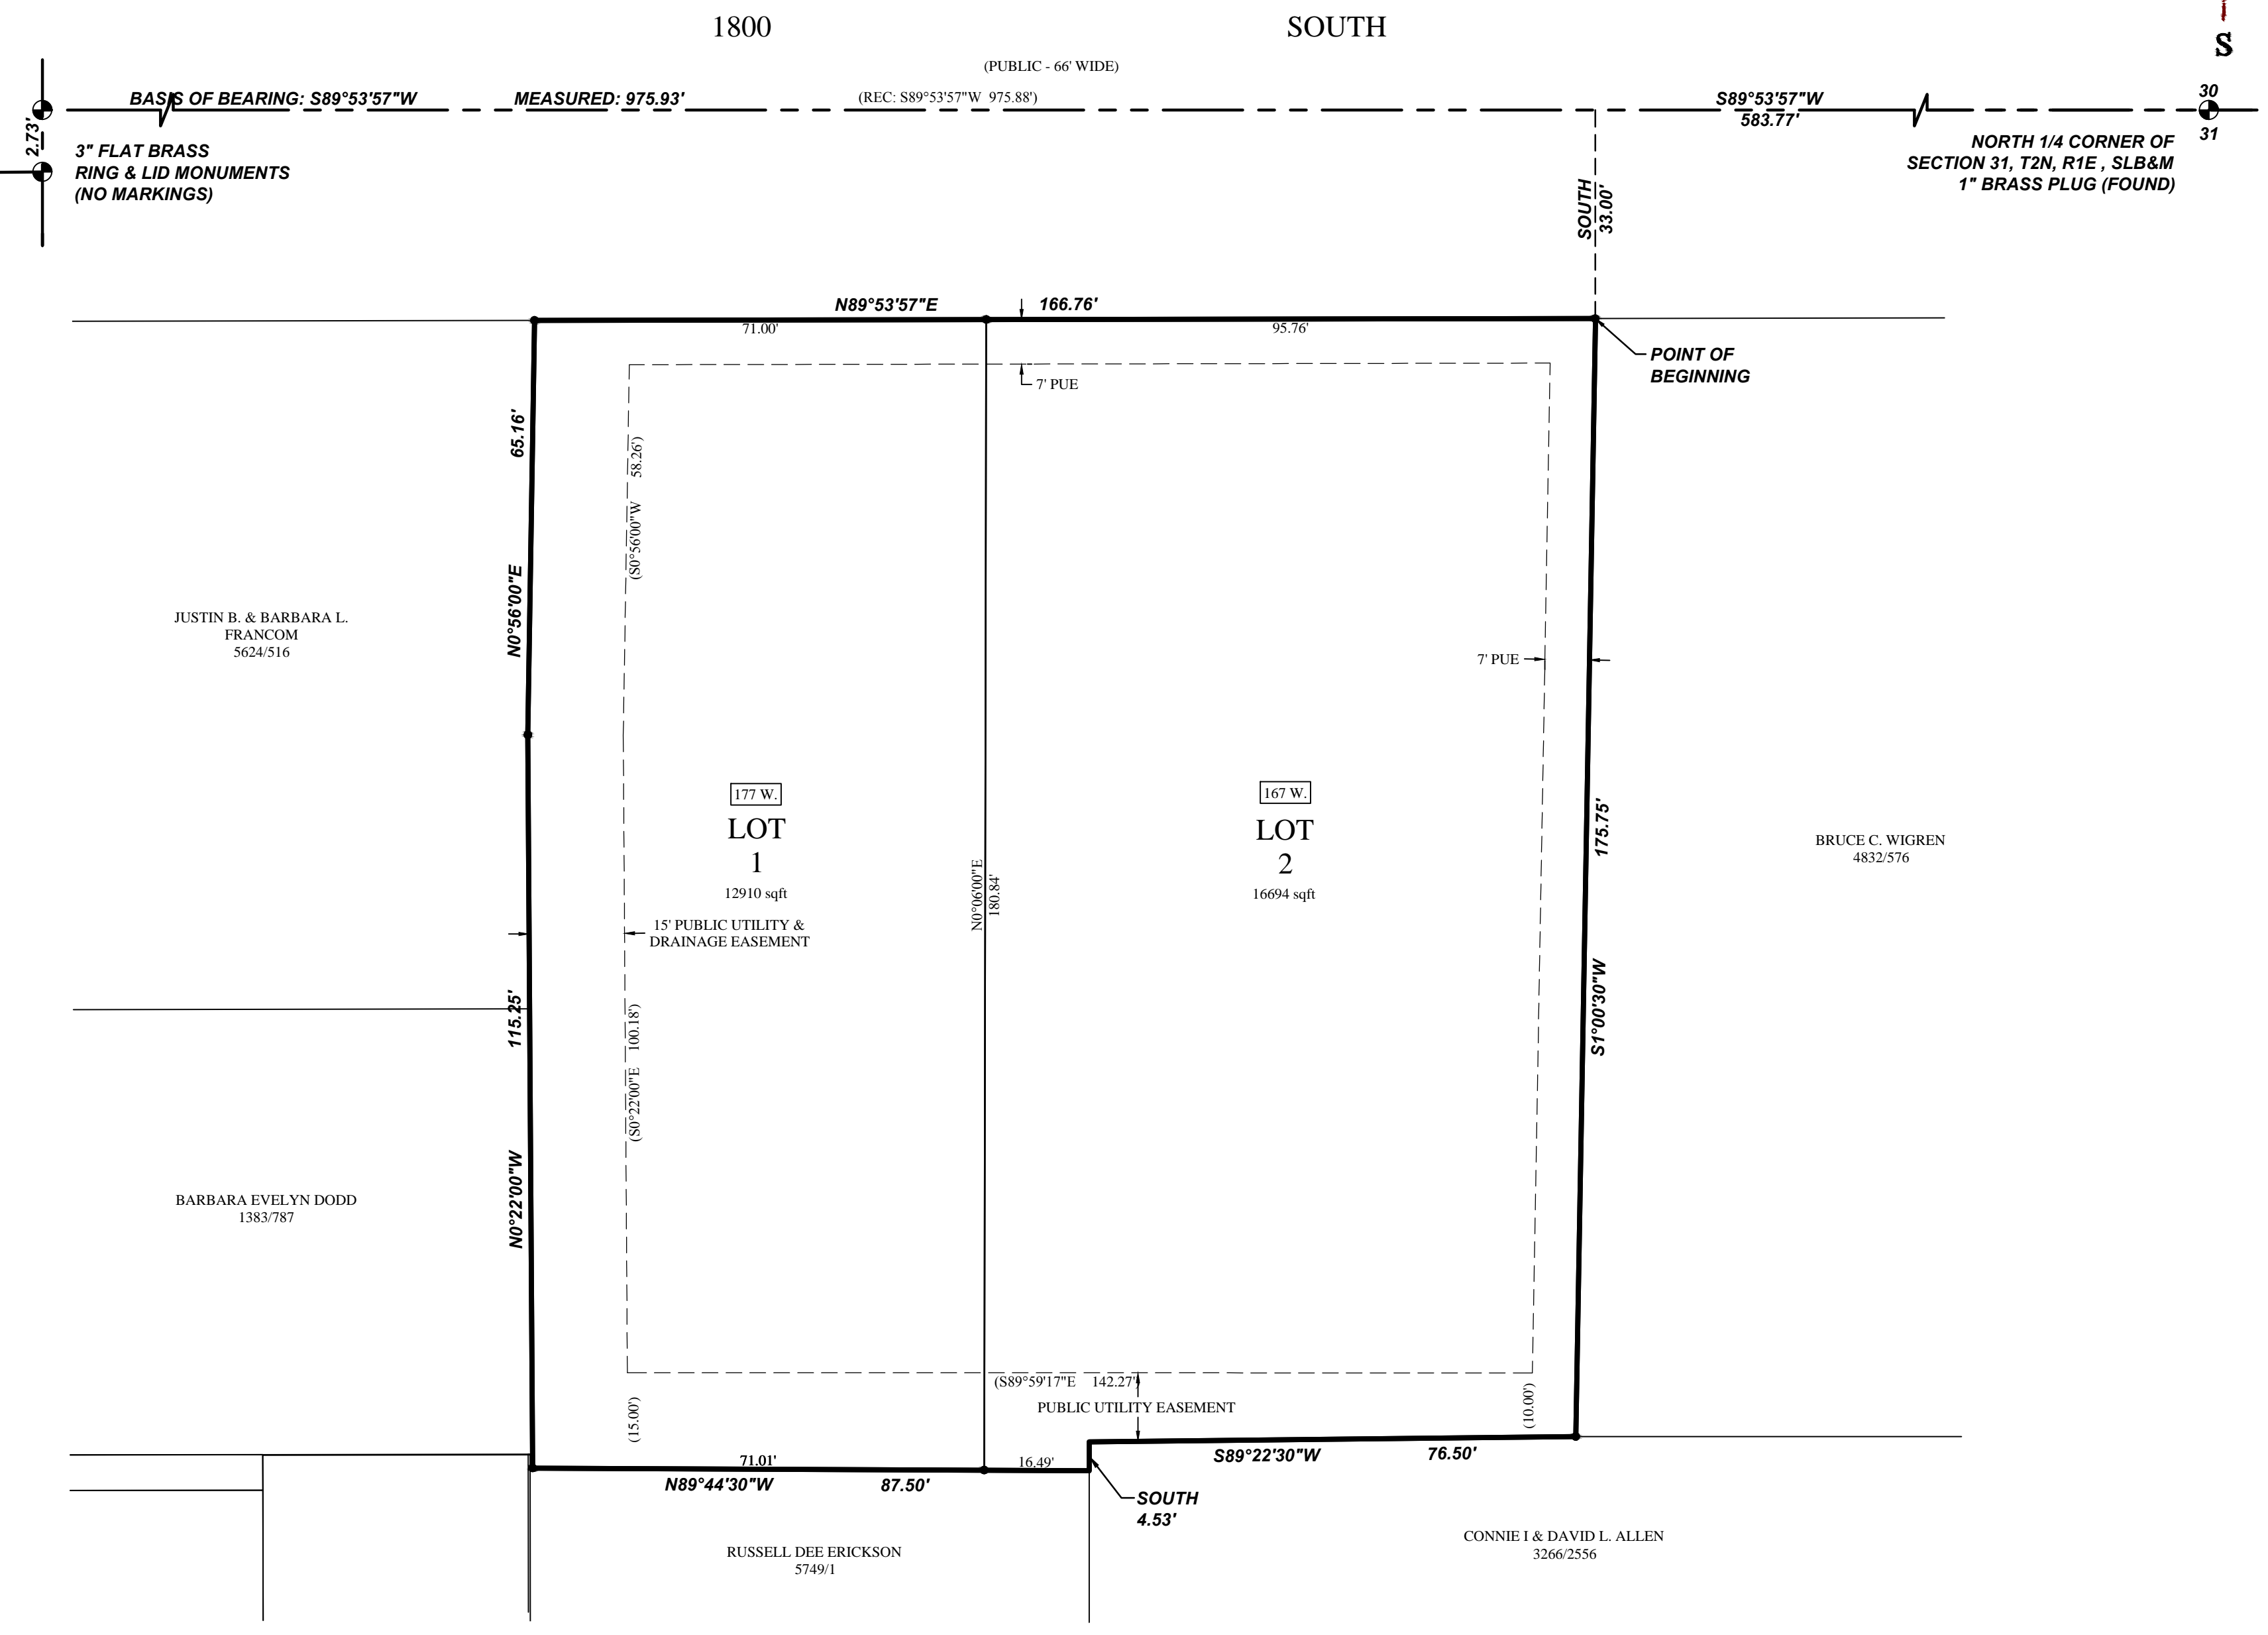 1800 SOUTH
S
(PUBLIC - 66' WIDE)
BASIS OF BEARING: S89°53'57"W MEASURED: 975.93' (REC: S89°53'57"W 975.88') S89°53'57"W
583.77'
30
31
2.73'
3" FLAT BRASS
RING & LID MONUMENTS
(NO MARKINGS)
NORTH 1/4 CORNER OF
SECTION 31, T2N, R1E , SLB&M
1" BRASS PLUG (FOUND)
SOUTH
33.00'
N89°53'57"E 166.76'
71.00' 95.76'
POINT OF
BEGINNING
7' PUE
65.16'
N0°56'00"E
(S0°56'00"W 58.26')
JUSTIN B. & BARBARA L.
FRANCOM
5624/516
7' PUE
177 W.
LOT
1
12910 sqft
167 W.
LOT
2
16694 sqft
N0°06'00"E
180.84'
175.75'
S1°00'30"W
BRUCE C. WIGREN
4832/576
15' PUBLIC UTILITY &
DRAINAGE EASEMENT
115.25'
N0°22'00"W
(S0°22'00"E 100.18')
BARBARA EVELYN DODD
1383/787
(S89°59'17"E 142.27')
PUBLIC UTILITY EASEMENT
(15.00')
(10.00')
71.01' 16.49'
N89°44'30"W 87.50'
S89°22'30"W 76.50'
SOUTH
4.53'
RUSSELL DEE ERICKSON
5749/1
CONNIE I & DAVID L. ALLEN
3266/2556